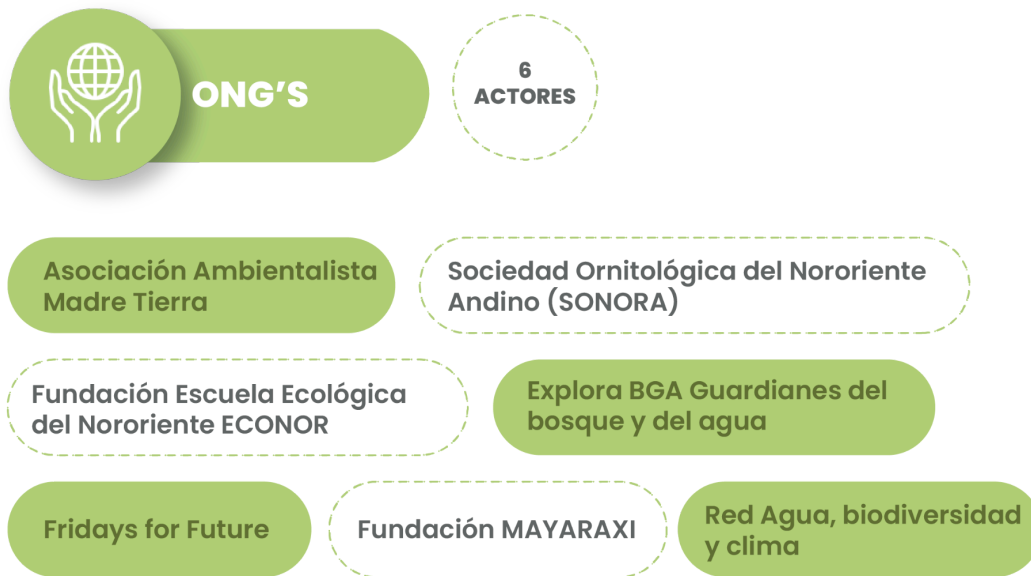 ONG’S
6
ACTORES
Asociación Ambientalista
Madre Tierra
Sociedad Ornitológica del Nororiente
Andino (SONORA)
Fundación Escuela Ecológica
del Nororiente ECONOR
Explora BGA Guardianes del
bosque y del agua
Fridays for Future
Fundación MAYARAXI
Red Agua, biodiversidad
y clima